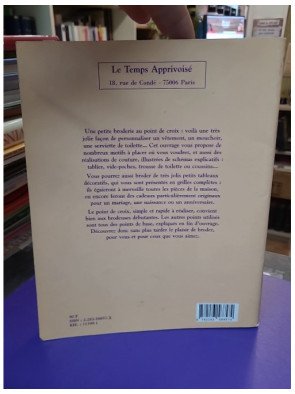 Le Temps Apprivoisé
13, rue de Condé - 75006 Paris
Une petite broderie au point de croix : voilà une très
jolie façon de personnaliser un vêtement, un mouchoir,
une serviette de toilette... Cet ouvrage vous propose de
nombreux motifs à placer où vous voudrez, et aussi des
réalisations de couture, illustrées de schémas explicatifs :
tablier, vide-poches, trousse de toilette ou coussins...
Vous pourrez aussi broder de très jolis petits tableaux
décoratifs, qui vous sont présentés en grilles complètes :
ils égaieront à merveille toutes les pièces de la maison,
ou encore feront des cadeaux particulièrement originaux
pour un mariage, une naissance ou un anniversaire.
Le point de croix, simple et rapide à réaliser, convient
bien aux brodeuses débutantes. Les autres points utilisés
sont tous des points de base, expliqués en fin d'ouvrage.
Découvrez donc sans plus tarder le plaisir de broder,
pour vous et pour ceux que vous aimez.
ISBN :